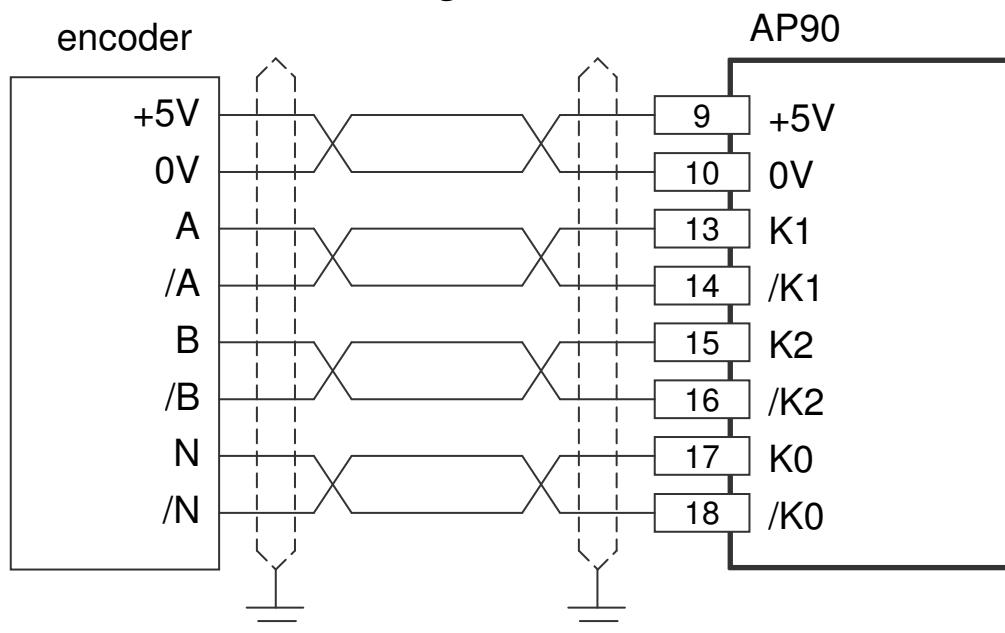 encoder
AP90
+5V 9 +5V
0V 10 0V
A 13 K1
/A 14 /K1
B 15 K2
/B 16 /K2
N 17 K0
/N 18 /K0